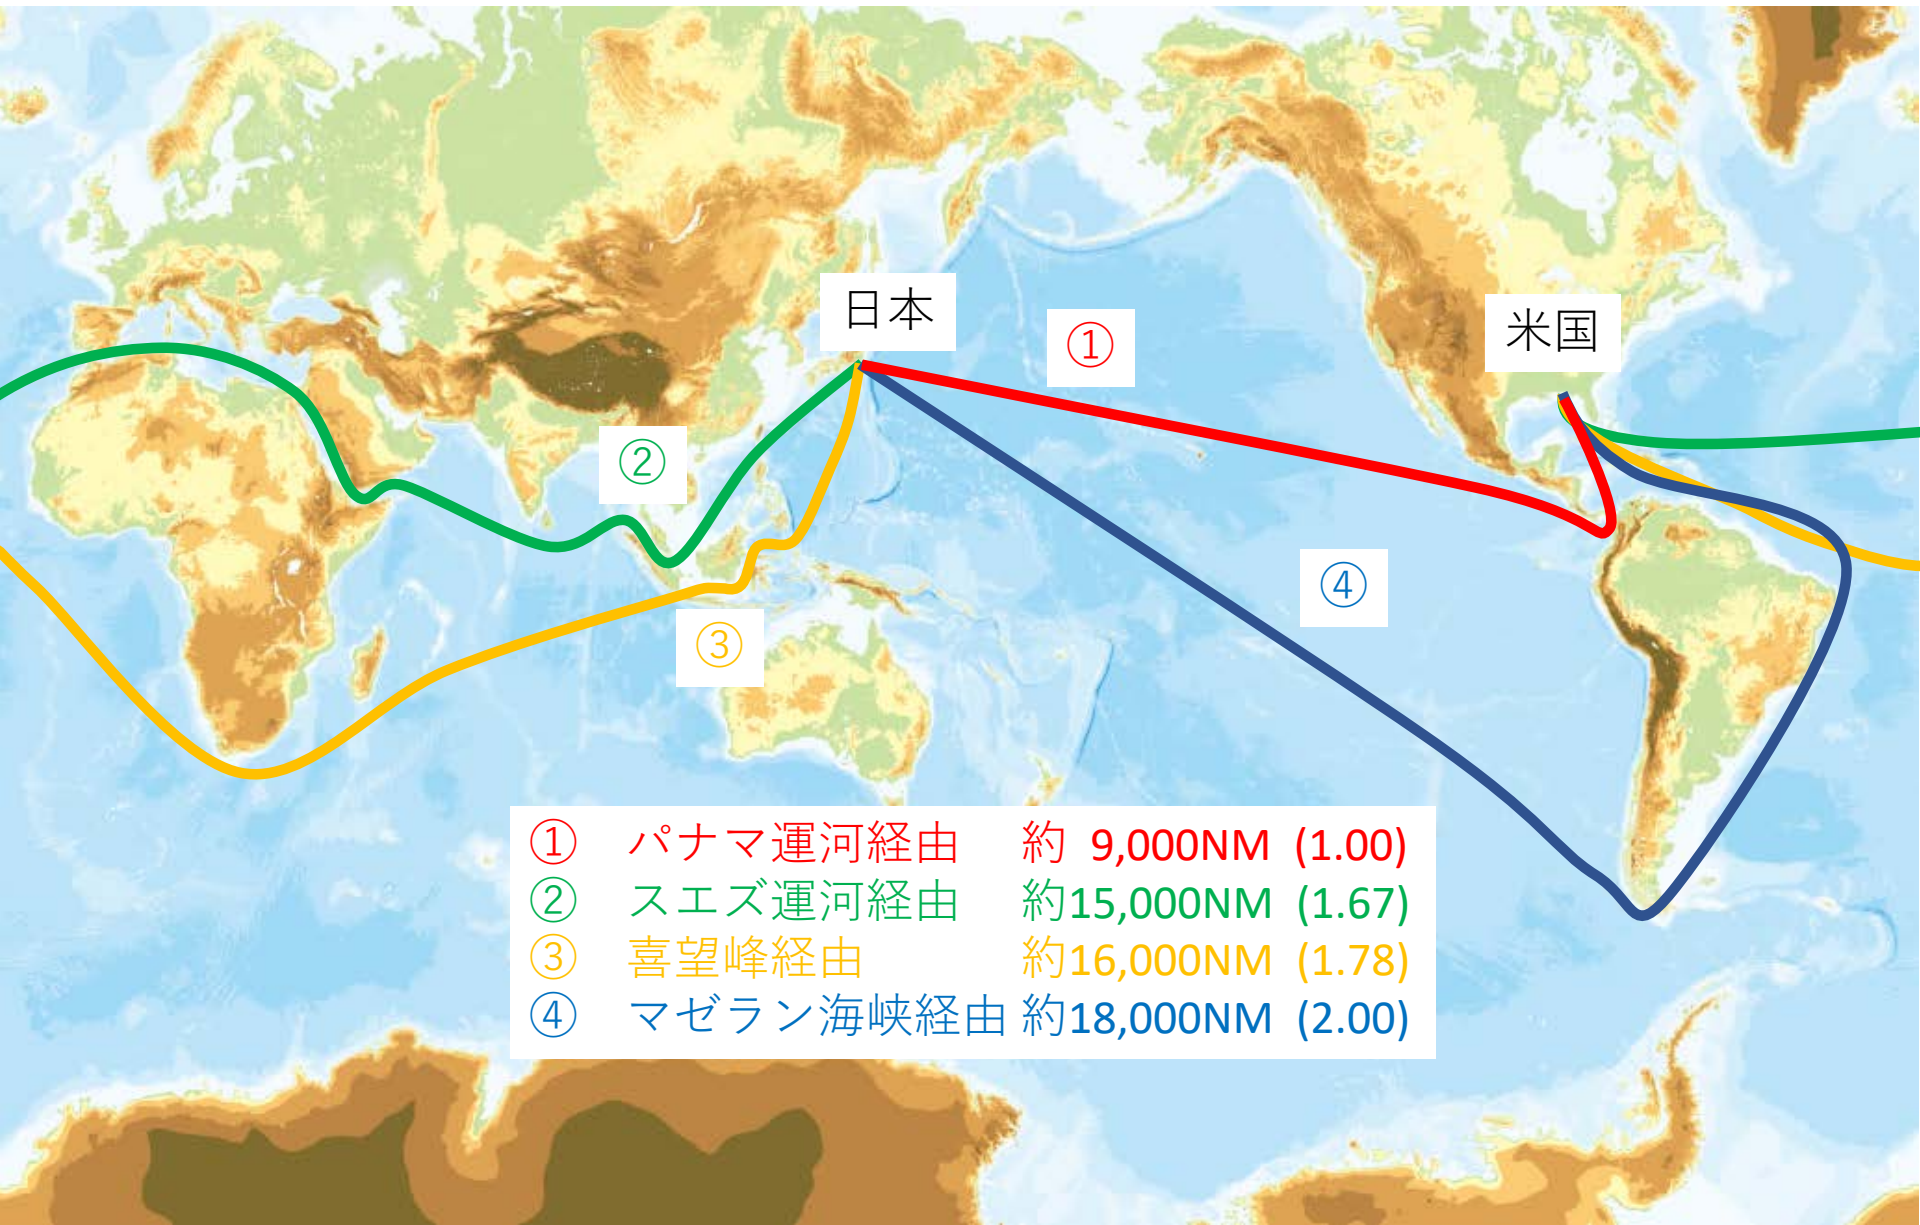 日本
米国
①
②
④
③
① パナマ運河経由 約 9,000NM (1.00)
② スエズ運河経由 約15,000NM (1.67)
③ 喜望峰経由 約16,000NM (1.78)
④ マゼラン海峡経由 約18,000NM (2.00)